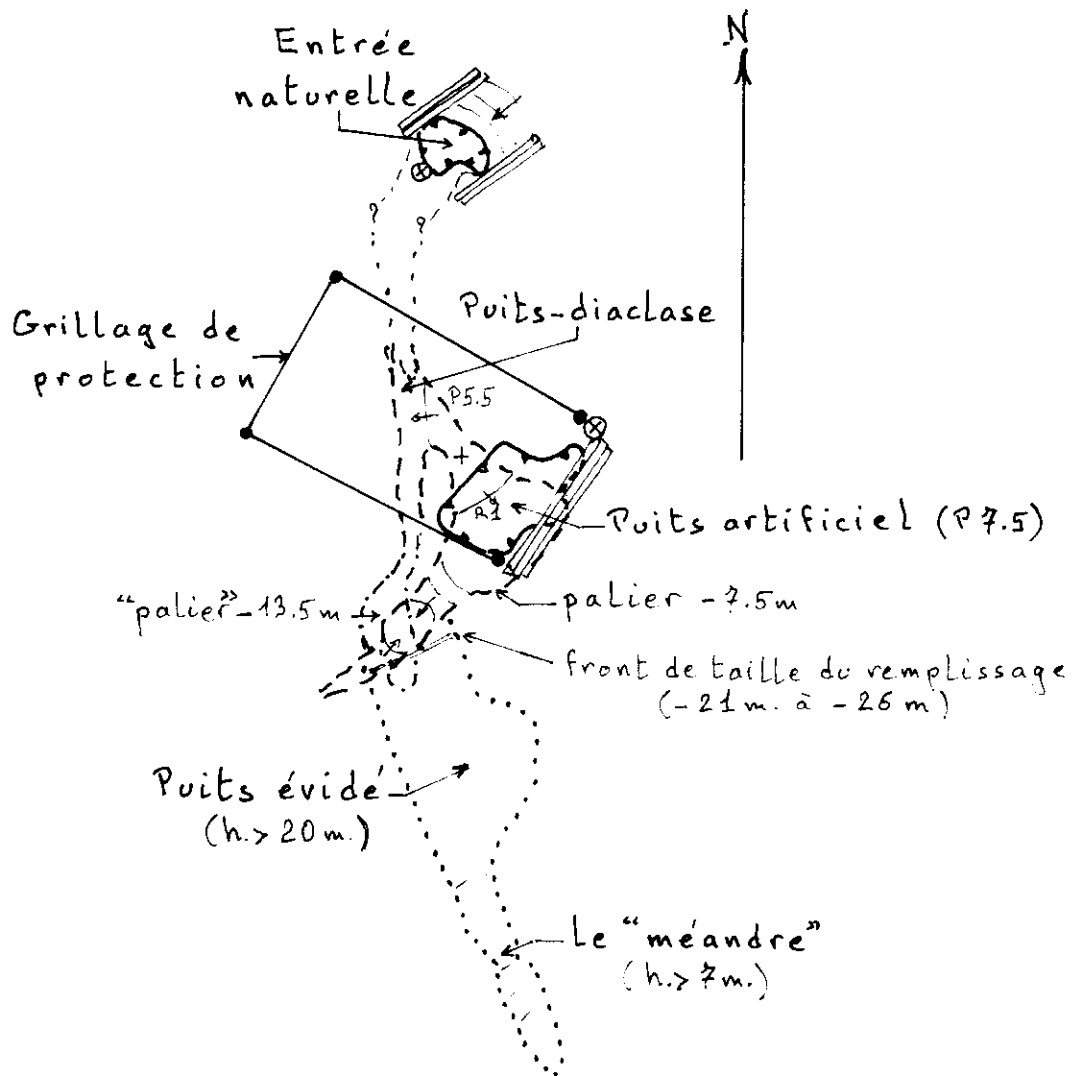 N
Entrée
naturelle
?
?
Puits-diaclase
Grillage de
protection
P5.5
R1
Puits artificiel (P7.5)
"palier" -13.5m
palier -7.5m
front de taille du remplissage
(-21m. à -26m)
Puits évidé
(h.> 20m.)
Le "méandre"
(h.> 7m.)